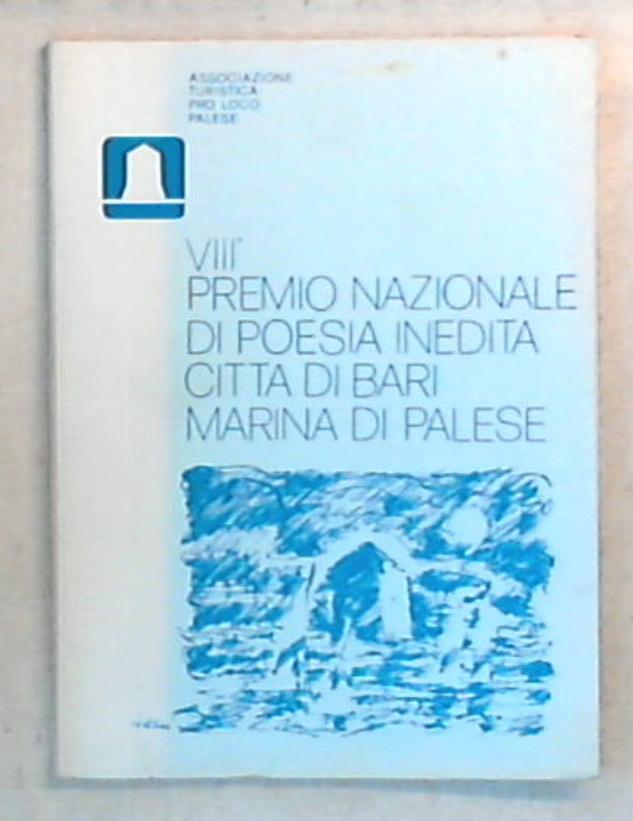 ASSOCIAZIONE
TURISTICA
PRO LOCO
PALESE
VIII°
PREMIO NAZIONALE
DI POESIA INEDITA
CITTA DI BARI
MARINA DI PALESE